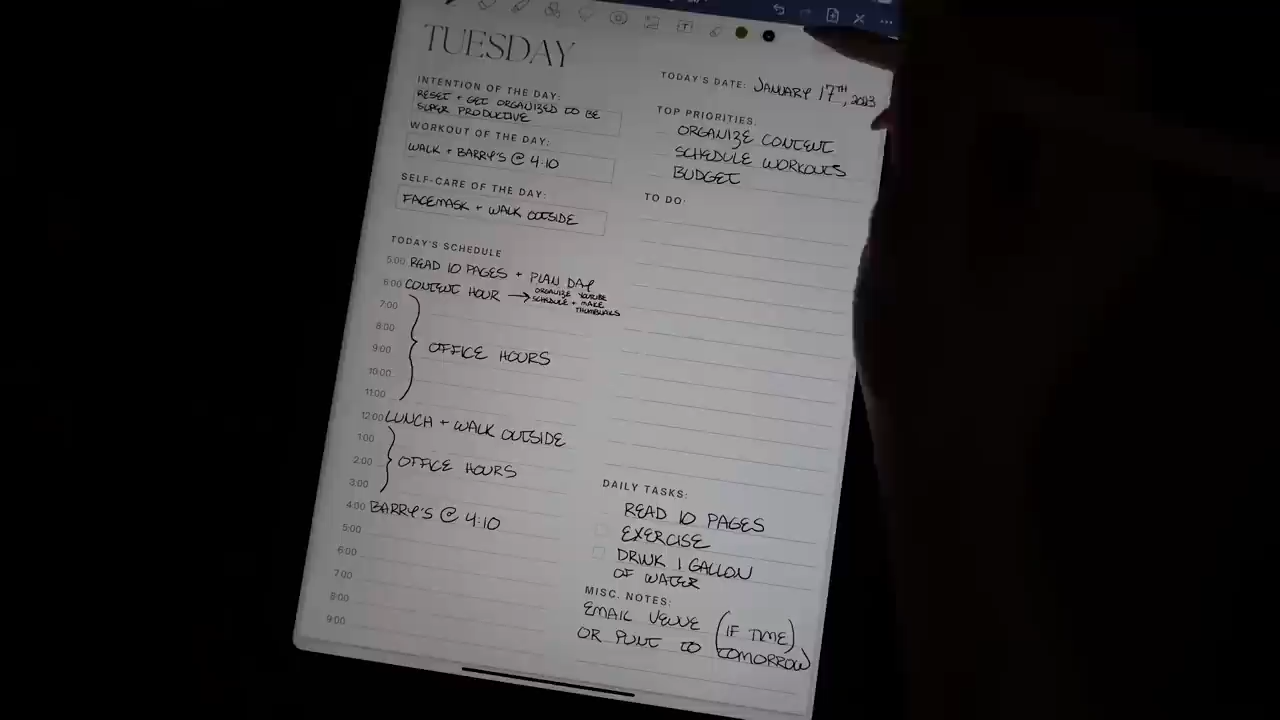 TUESDAY
TODAY'S DATE: JANUARY 17TH, 2023
INTENTION OF THE DAY:
RESET + GET ORGANIZED TO BE
SUPER PRODUCTIVE
WORKOUT OF THE DAY:
WALK + BARRY'S @ 4:10
SELF-CARE OF THE DAY:
FACEMASK + WALK OUTSIDE
TODAY'S SCHEDULE
5:00 READ 10 PAGES + PLAN DAY
6:00 CONTENT HOUR → ORGANIZE YOUTUBE
SCHEDULE + MAKE
THUMBNAILS
7:00
8:00
9:00 OFFICE HOURS
10:00
11:00
12:00 LUNCH + WALK OUTSIDE
1:00
2:00 OFFICE HOURS
3:00
4:00 BARRY'S @ 4:10
5:00
6:00
7:00
8:00
9:00
TOP PRIORITIES:
ORGANIZE CONTENT
SCHEDULE WORKOUTS
BUDGET
TO DO:
DAILY TASKS:
READ 10 PAGES
EXERCISE
DRINK 1 GALLON
OF WATER
MISC. NOTES:
EMAIL VENUE (IF TIME)
OR PUNT TO TOMORROW